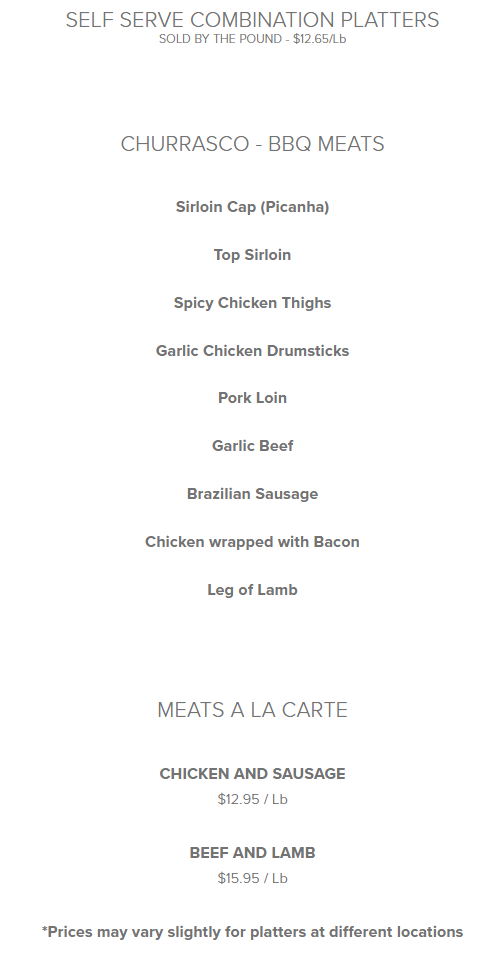 SELF SERVE COMBINATION PLATTERS
SOLD BY THE POUND - $12.65/Lb
CHURRASCO - BBQ MEATS
Sirloin Cap (Picanha)
Top Sirloin
Spicy Chicken Thighs
Garlic Chicken Drumsticks
Pork Loin
Garlic Beef
Brazilian Sausage
Chicken wrapped with Bacon
Leg of Lamb
MEATS A LA CARTE
CHICKEN AND SAUSAGE
$12.95 / Lb
BEEF AND LAMB
$15.95 / Lb
*Prices may vary slightly for platters at different locations